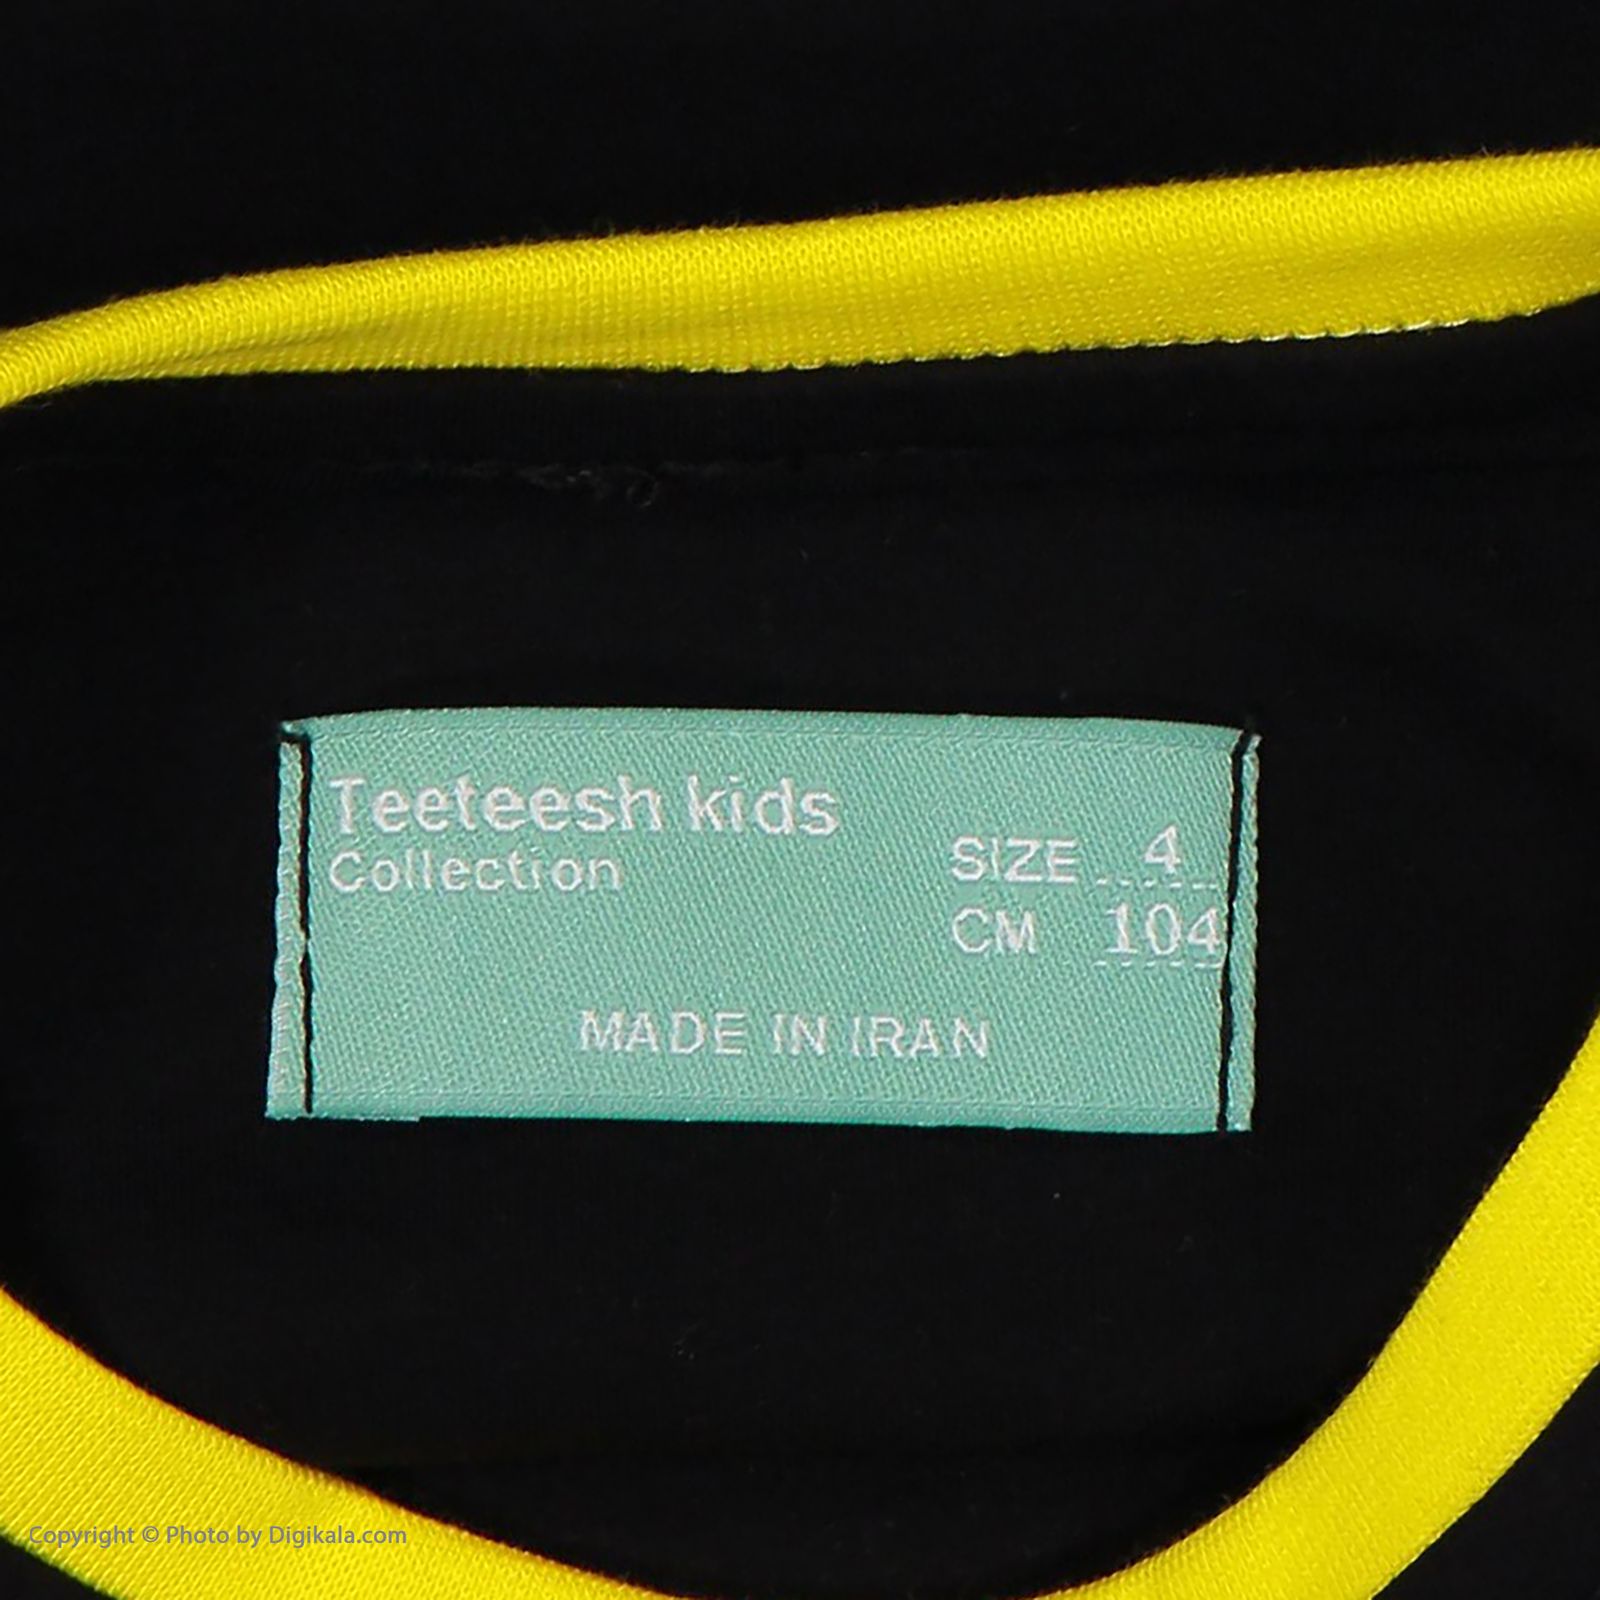 Teeteesh kids
Collection
SIZE 4
CM 104
MADE IN IRAN
Copyright © Photo by Digikala.com